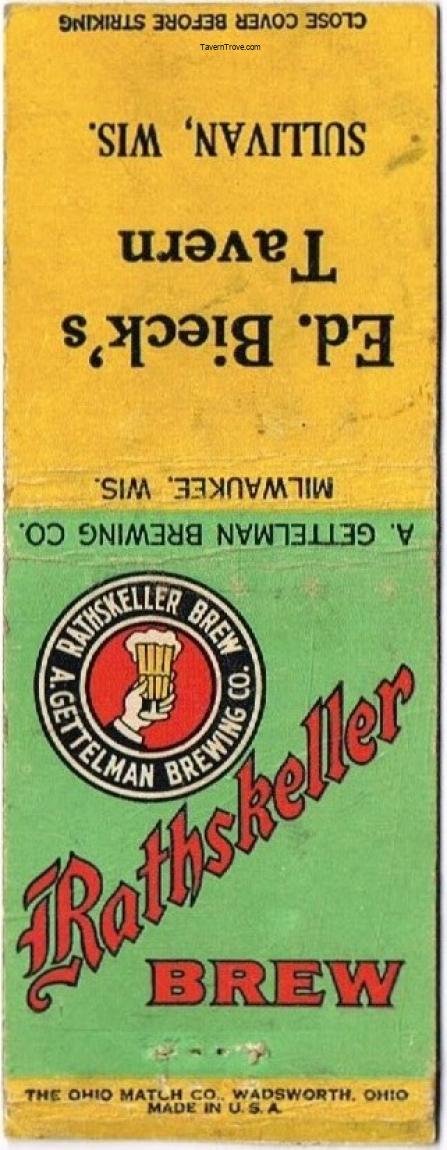 CLOSE COVER BEFORE STRIKING
TavernTrove.com
SULLIVAN, WIS.
Ed. Bieck's
Tavern
A. GETTELMAN BREWING CO.
MILWAUKEE, WIS.
RATHSKELLER BREW
A. GETTELMAN BREWING CO.
Rathskeller
BREW
THE OHIO MATCH CO., WADSWORTH, OHIO
MADE IN U.S.A.